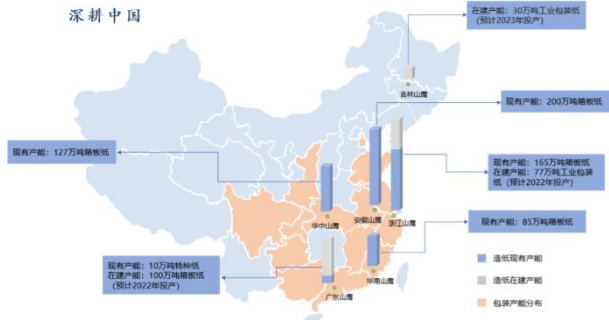 深耕中国
在建产能：30万吨工业包装纸
(预计2023年投产)
吉林山鹰
现有产能：200万吨箱板纸
现有产能：127万吨箱板纸
现有产能：165万吨箱板纸
在建产能：77万吨工业包装
纸 (预计2022年投产)
华中山鹰
安徽山鹰
浙江山鹰
现有产能：85万吨箱板纸
现有产能：10万吨特种纸
在建产能：100万吨箱板纸
(预计2022年投产)
广东山鹰
华南山鹰
造纸现有产能
造纸在建产能
包装产能分布